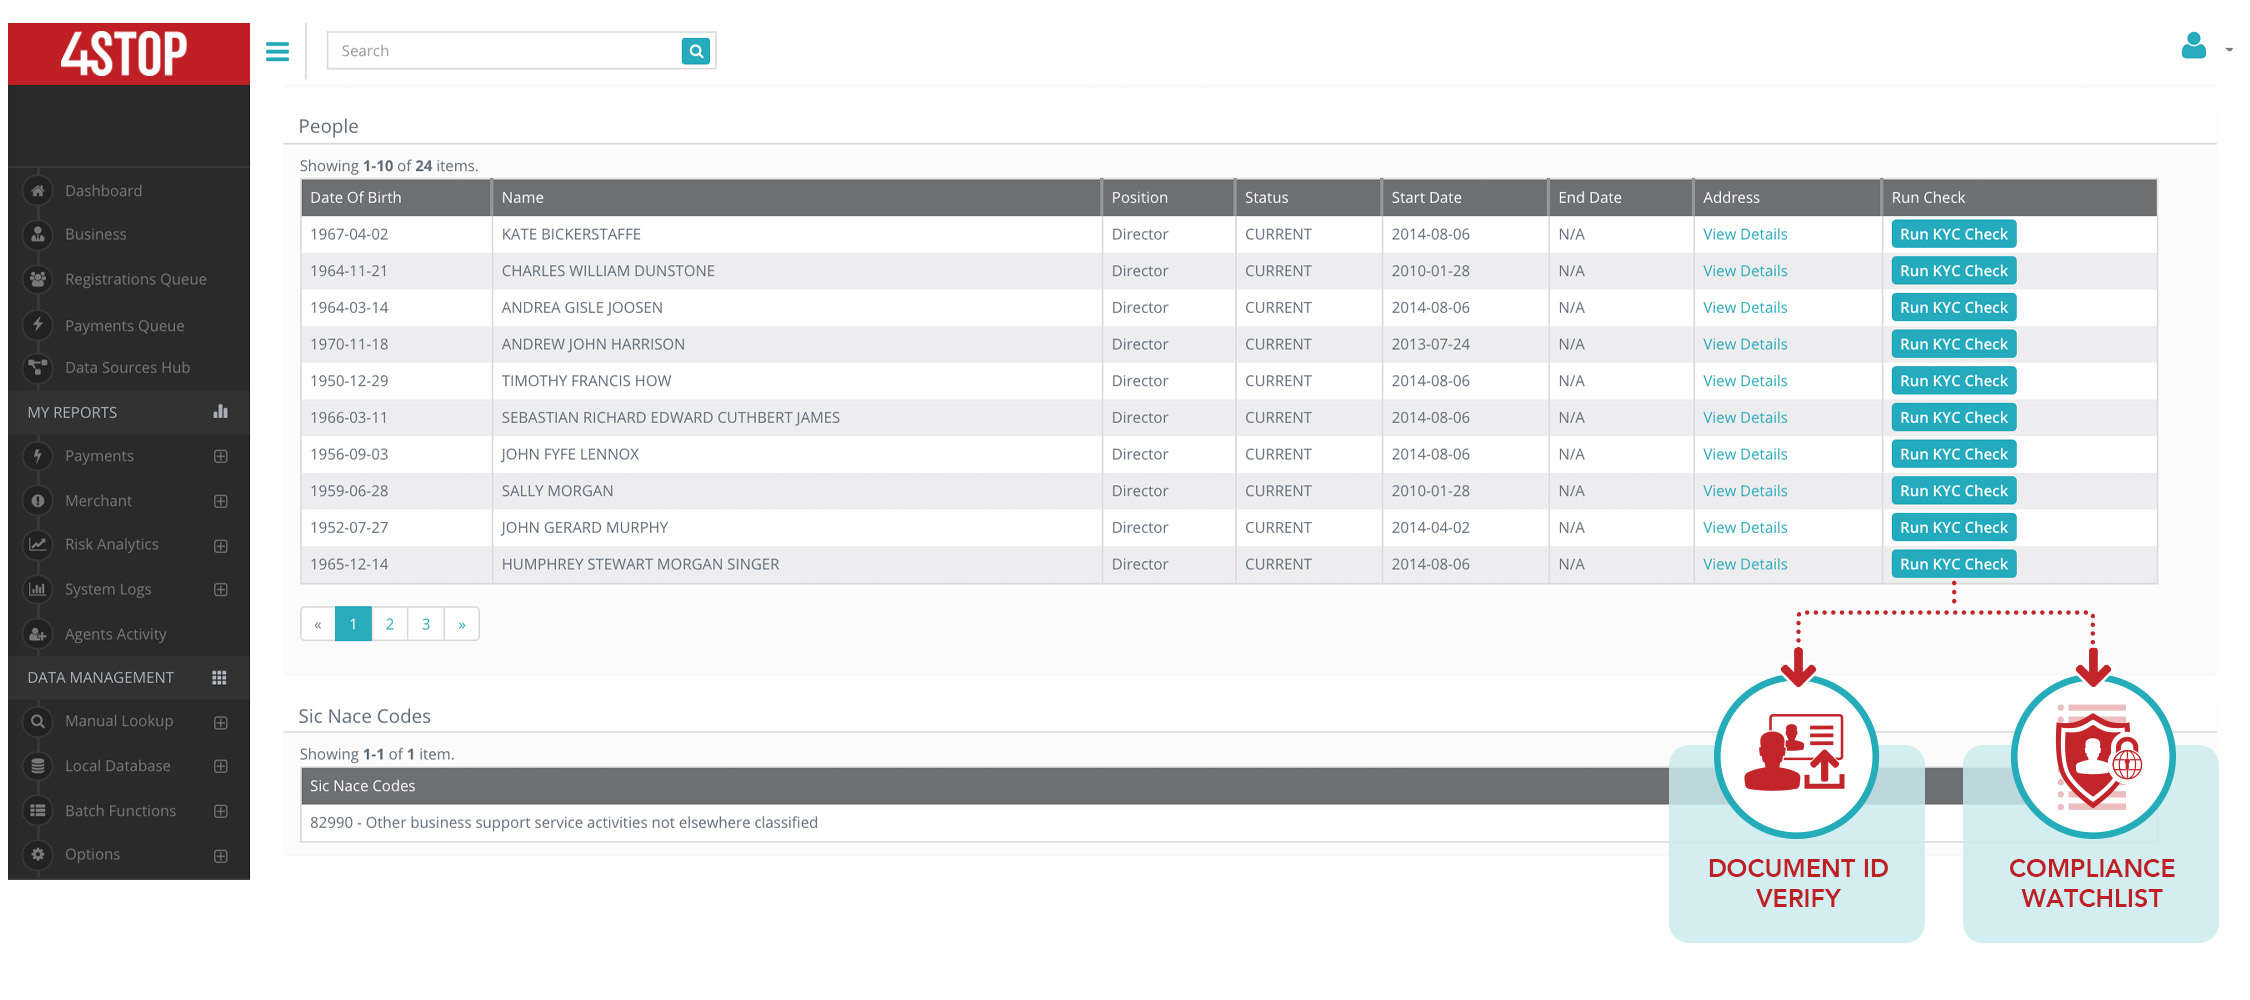 4STOP
Search
Dashboard
Business
Registrations Queue
Payments Queue
Data Sources Hub
MY REPORTS
Payments
Merchant
Risk Analytics
System Logs
Agents Activity
DATA MANAGEMENT
Manual Lookup
Local Database
Batch Functions
Options
People
Showing 1-10 of 24 items.
Date Of Birth Name Position Status Start Date End Date Address Run Check
1967-04-02 KATE BICKERSTAFFE Director CURRENT 2014-08-06 N/A View Details Run KYC Check
1964-11-21 CHARLES WILLIAM DUNSTONE Director CURRENT 2010-01-28 N/A View Details Run KYC Check
1964-03-14 ANDREA GISLE JOOSEN Director CURRENT 2014-08-06 N/A View Details Run KYC Check
1970-11-18 ANDREW JOHN HARRISON Director CURRENT 2013-07-24 N/A View Details Run KYC Check
1950-12-29 TIMOTHY FRANCIS HOW Director CURRENT 2014-08-06 N/A View Details Run KYC Check
1966-03-11 SEBASTIAN RICHARD EDWARD CUTHBERT JAMES Director CURRENT 2014-08-06 N/A View Details Run KYC Check
1956-09-03 JOHN FYFE LENNOX Director CURRENT 2014-08-06 N/A View Details Run KYC Check
1959-06-28 SALLY MORGAN Director CURRENT 2010-01-28 N/A View Details Run KYC Check
1952-07-27 JOHN GERARD MURPHY Director CURRENT 2014-04-02 N/A View Details Run KYC Check
1965-12-14 HUMPHREY STEWART MORGAN SINGER Director CURRENT 2014-08-06 N/A View Details Run KYC Check
« 1 2 3 »
Sic Nace Codes
Showing 1-1 of 1 item.
Sic Nace Codes
82990 - Other business support service activities not elsewhere classified
DOCUMENT ID
VERIFY
COMPLIANCE
WATCHLIST